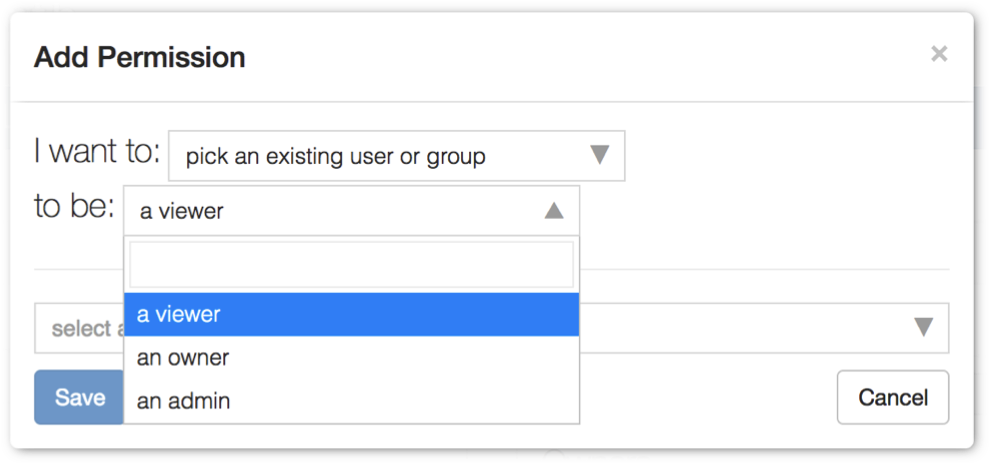 Add Permission ×
I want to: pick an existing user or group
to be: a viewer
a viewer
select
an owner
an admin
Save Cancel